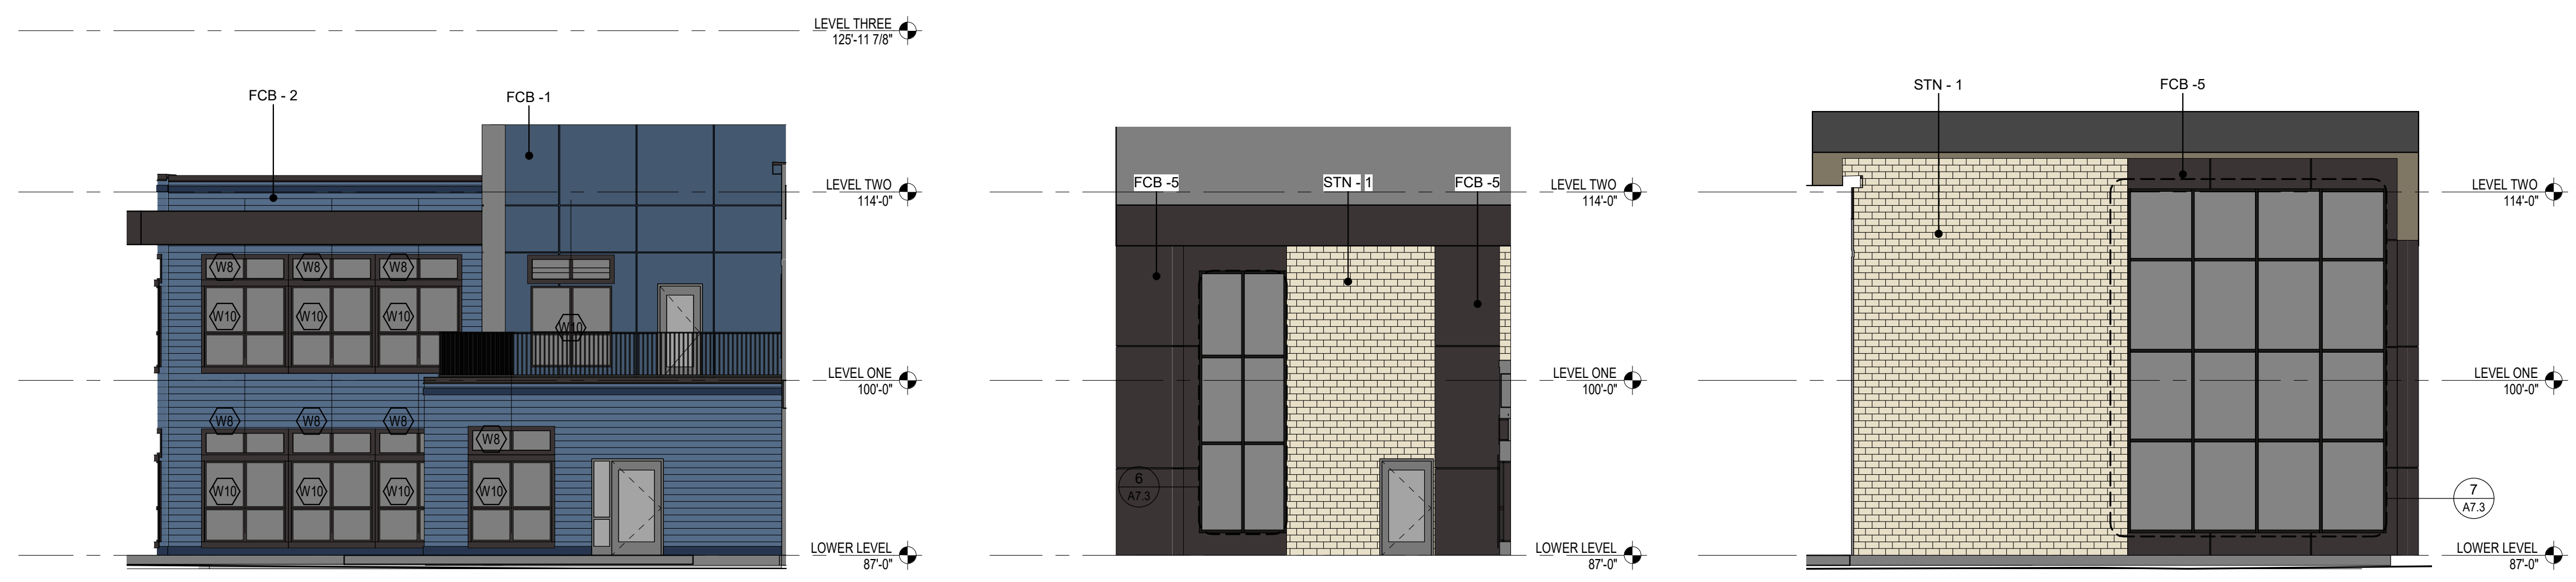 LEVEL THREE
125'-11 7/8"
FCB - 2
FCB -1
LEVEL TWO
114'-0"
W8
W8
W8
W10
W10
W10
W10
LEVEL ONE
100'-0"
W8
W8
W8
W8
W10
W10
W10
W10
LOWER LEVEL
87'-0"
FCB -5
STN - 1
FCB -5
LEVEL TWO
114'-0"
LEVEL ONE
100'-0"
6
A7.3
LOWER LEVEL
87'-0"
STN - 1
FCB -5
LEVEL TWO
114'-0"
LEVEL ONE
100'-0"
7
A7.3
LOWER LEVEL
87'-0"